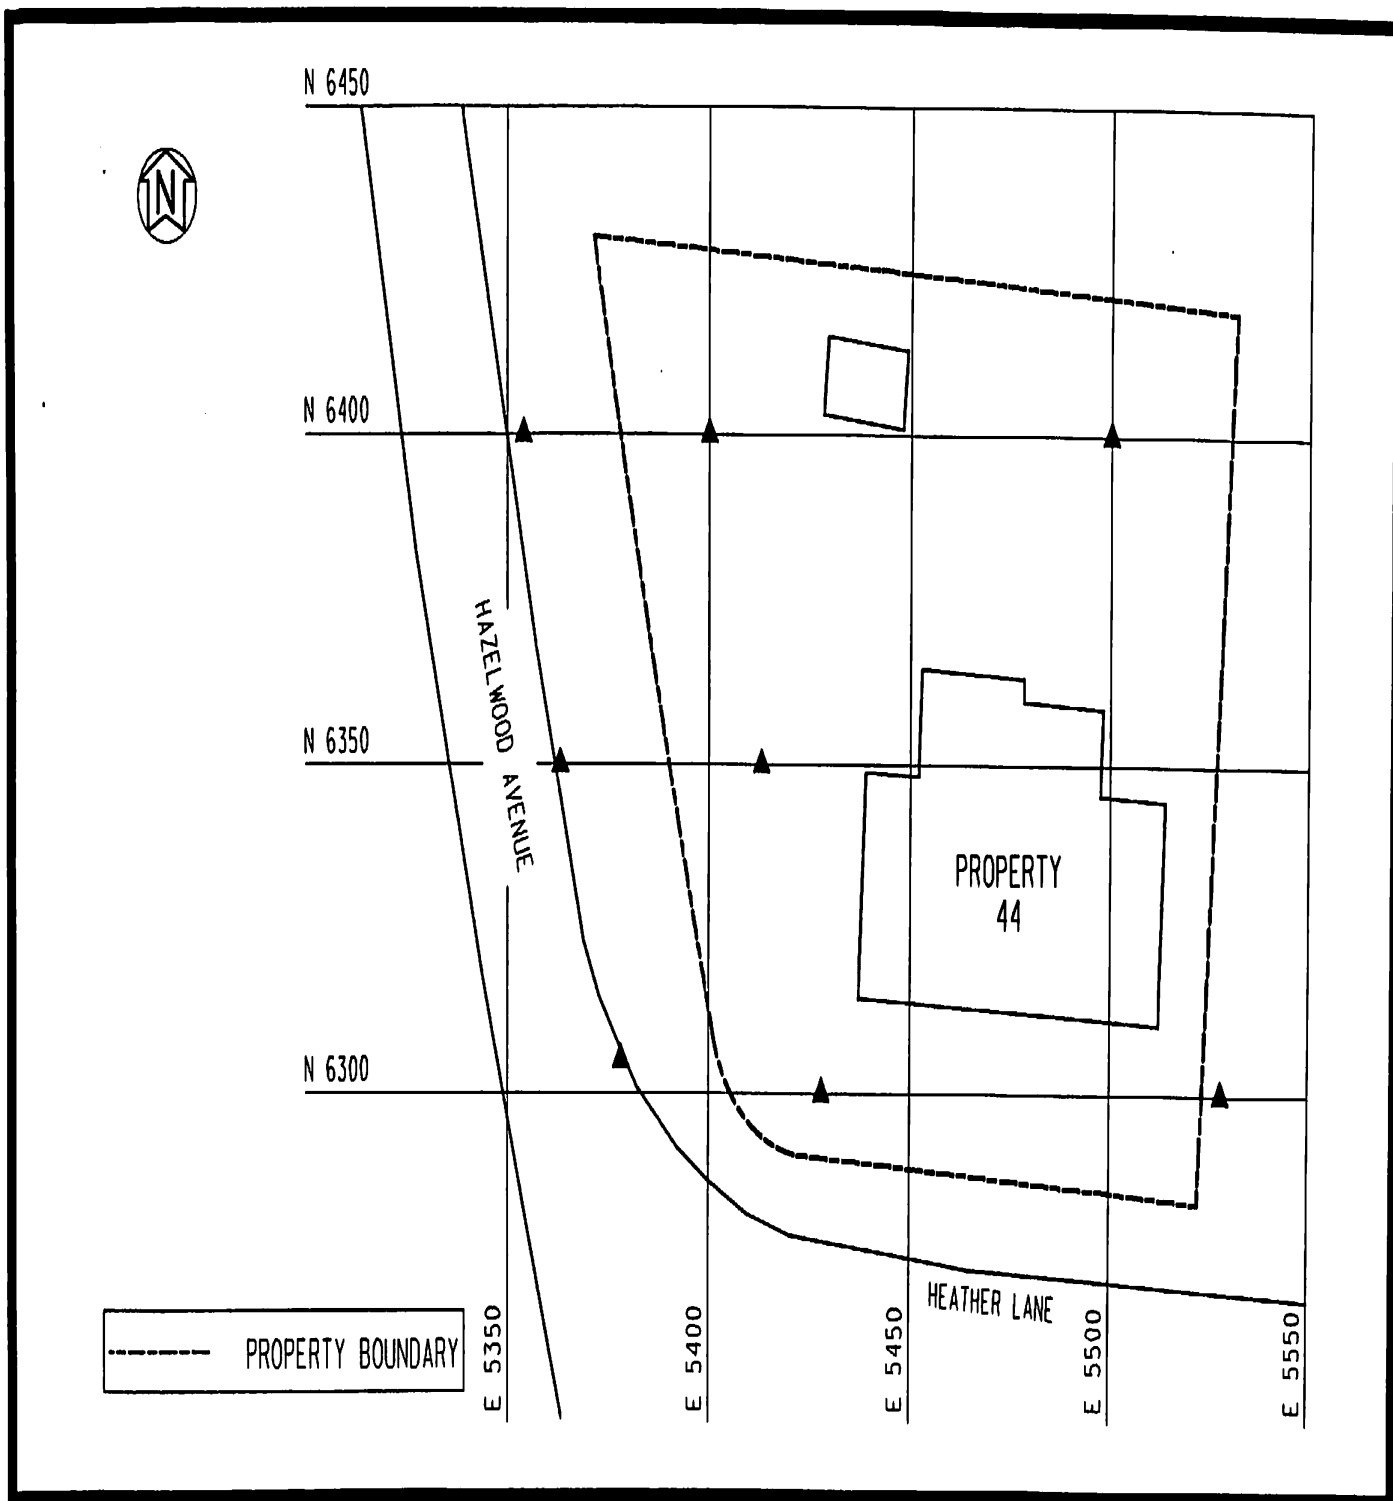 N 6450
N
N 6400
HAZELWOOD AVENUE
N 6350
PROPERTY
44
N 6300
HEATHER LANE
PROPERTY BOUNDARY
E 5350
E 5400
E 5450
E 5500
E 5550